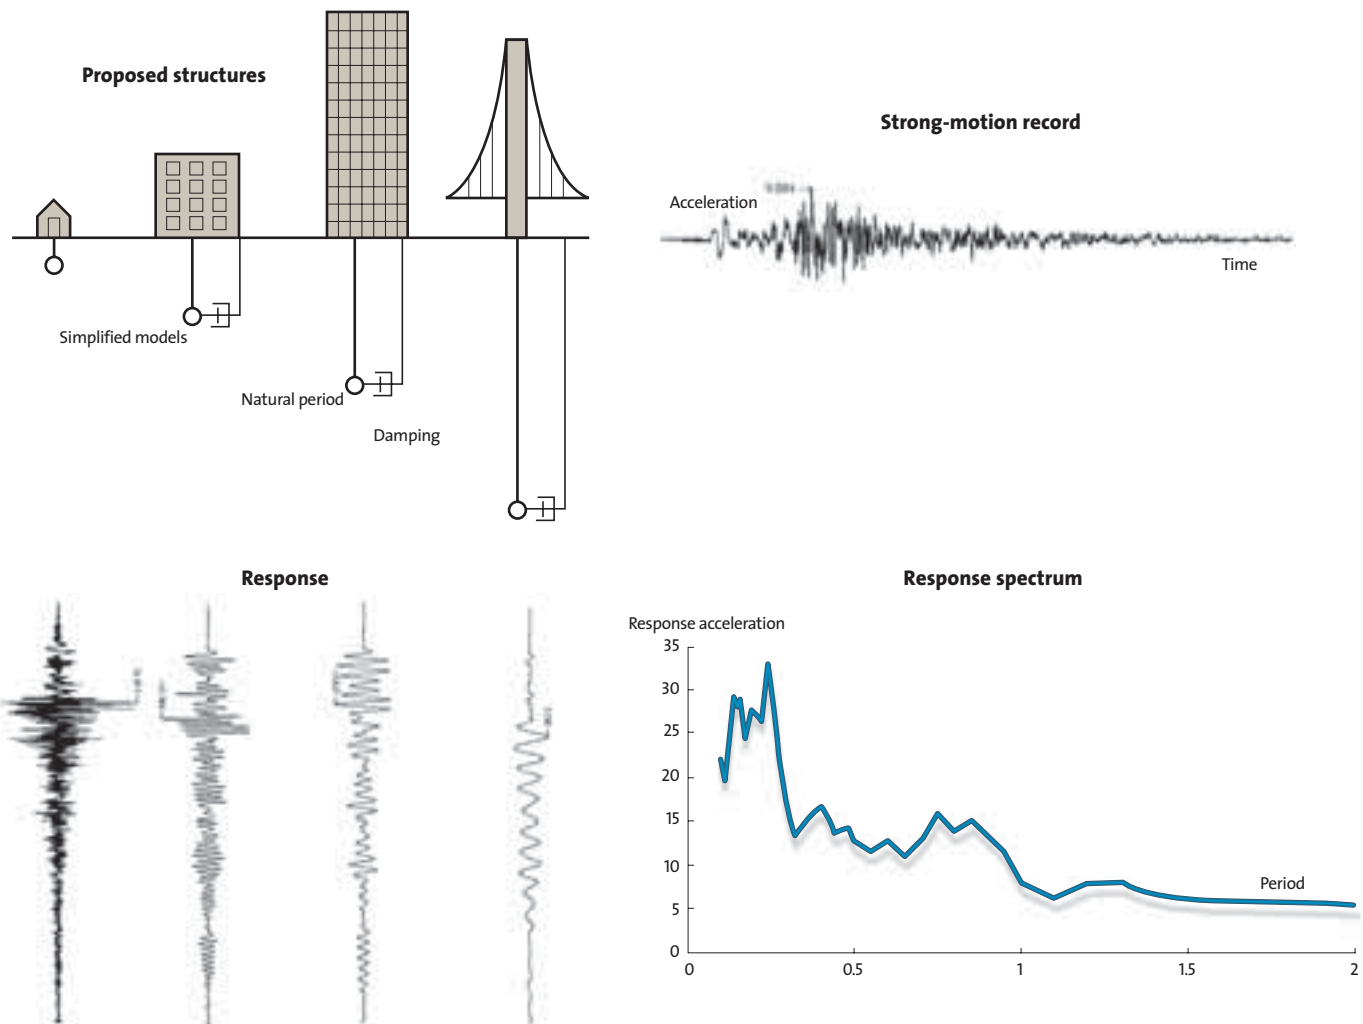 Proposed structures
Simplified models
Natural period
Damping
Strong-motion record
Acceleration
Time
Response
Response spectrum
Response acceleration
35
30
25
20
15
10
5
0
Period
0
0.5
1
1.5
2